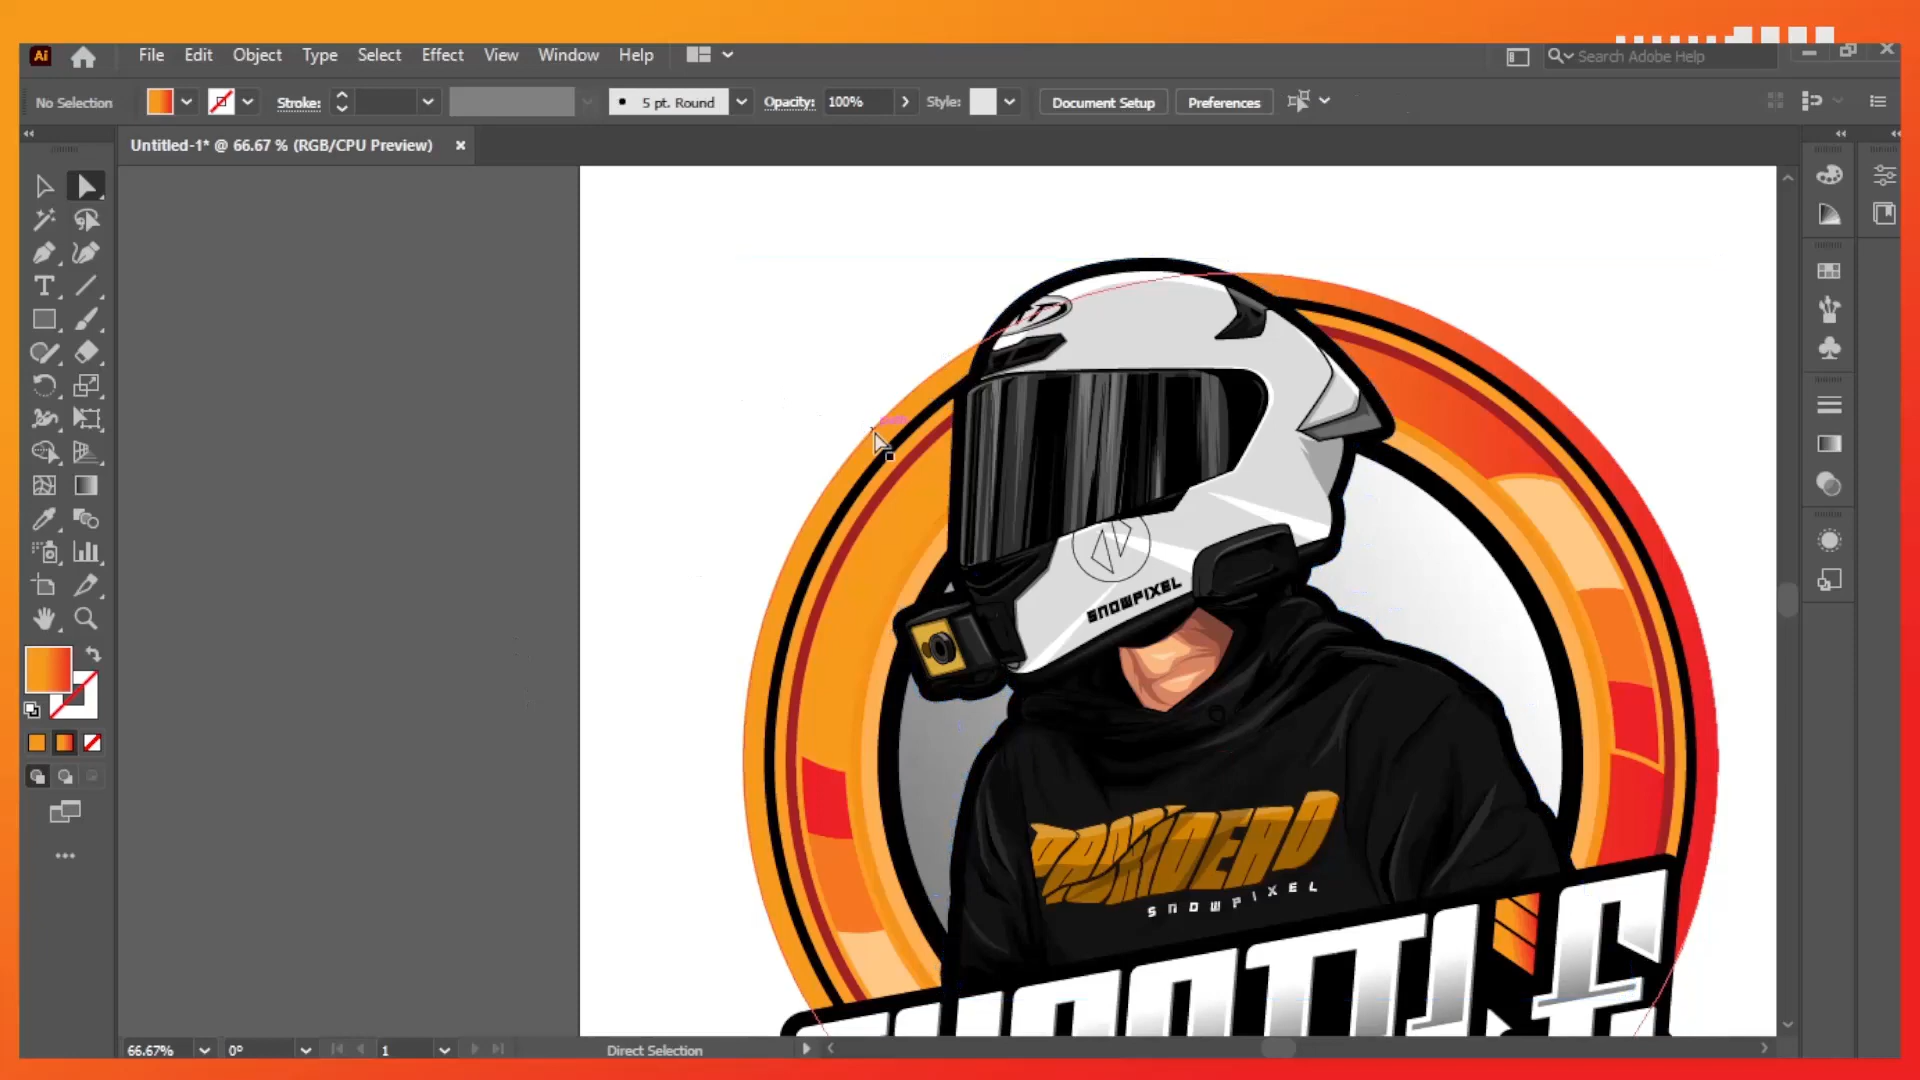 Ai File Edit Object Type Select Effect View Window Help Search Adobe Help
No Selection Stroke: 5 pt. Round Opacity: 100% Style: Document Setup Preferences
Untitled-1* @ 66.67 % (RGB/CPU Preview)
SNOWPIXEL
SNOWPIXEL
66.67% 0° 1 Direct Selection